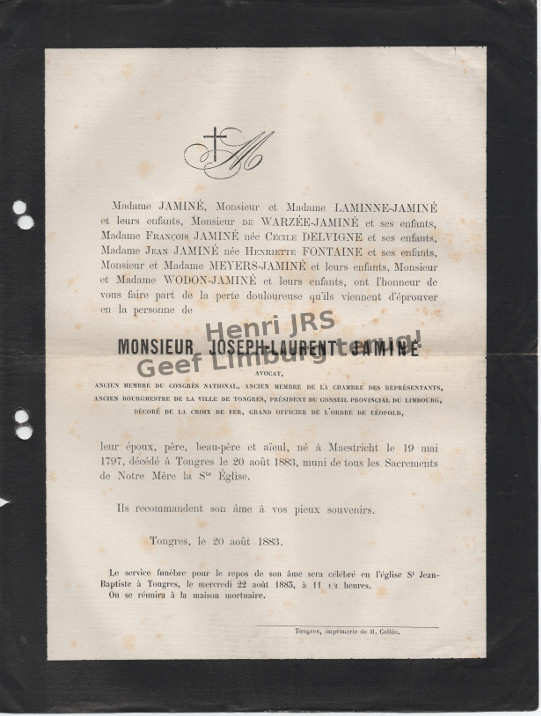 M
Madame JAMINÉ, Monsieur et Madame LAMINNE-JAMINÉ
et leurs enfants, Monsieur DE WARZÉE-JAMINÉ et ses enfants,
Madame FRANÇOIS JAMINÉ née CÉCILE DELVIGNE et ses enfants,
Madame JEAN JAMINÉ née HENRIETTE FONTAINE et ses enfants,
Monsieur et Madame MEYERS-JAMINÉ et leurs enfants, Monsieur
et Madame WODON-JAMINÉ et leurs enfants, ont l'honneur de
vous faire part de la perte douloureuse qu'ils viennent d'éprouver
en la personne de
Henri JRS
MONSIEUR JOSEPH-LAURENT JAMINÉ
Geef Limburg terug!
AVOCAT,
ANCIEN MEMBRE DU CONGRÈS NATIONAL, ANCIEN MEMBRE DE LA CHAMBRE DES REPRÉSENTANTS,
ANCIEN BOURGMESTRE DE LA VILLE DE TONGRES, PRÉSIDENT DU CONSEIL PROVINCIAL DU LIMBOURG,
DÉCORÉ DE LA CROIX DE FER, GRAND OFFICIER DE L'ORDRE DE LÉOPOLD,
leur époux, père, beau-père et aïeul, né à Maestricht le 19 mai
1797, décédé à Tongres le 20 août 1883, muni de tous les Sacrements
de Notre Mère la Ste Église.
Ils recommandent son âme à vos pieux souvenirs.
Tongres, le 20 août 1883.
Le service funèbre pour le repos de son âme sera célébré en l'église St Jean-
Baptiste à Tongres, le mercredi 22 août 1883, à 11 1/2 heures.
On se réunira à la maison mortuaire.
Tongres, imprimerie de M. Collée.